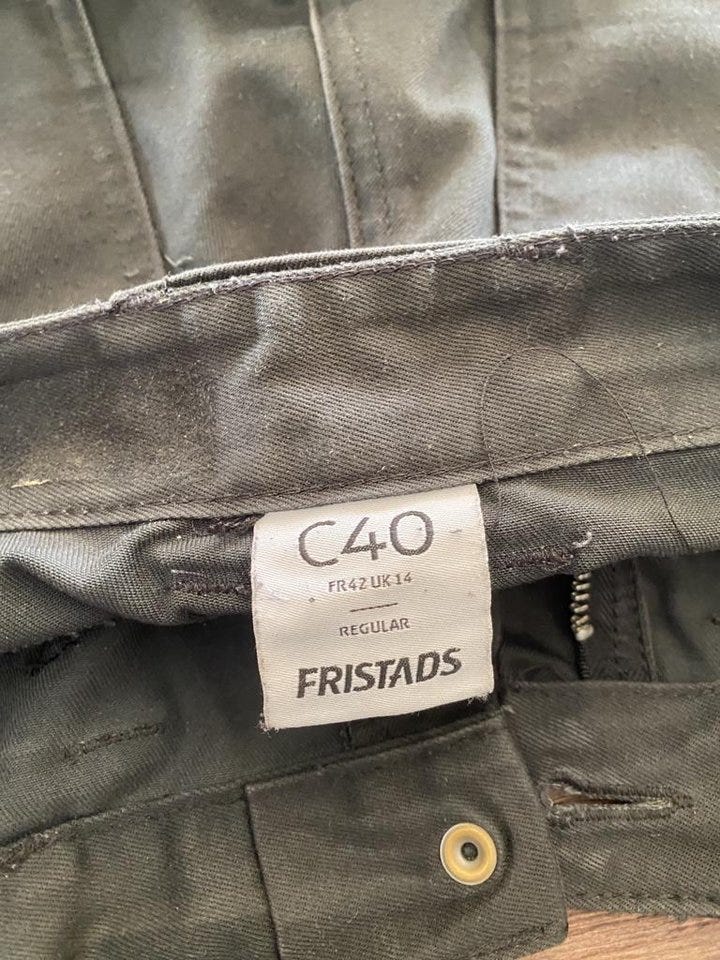 C40
FR42 UK14
REGULAR
FRISTADS